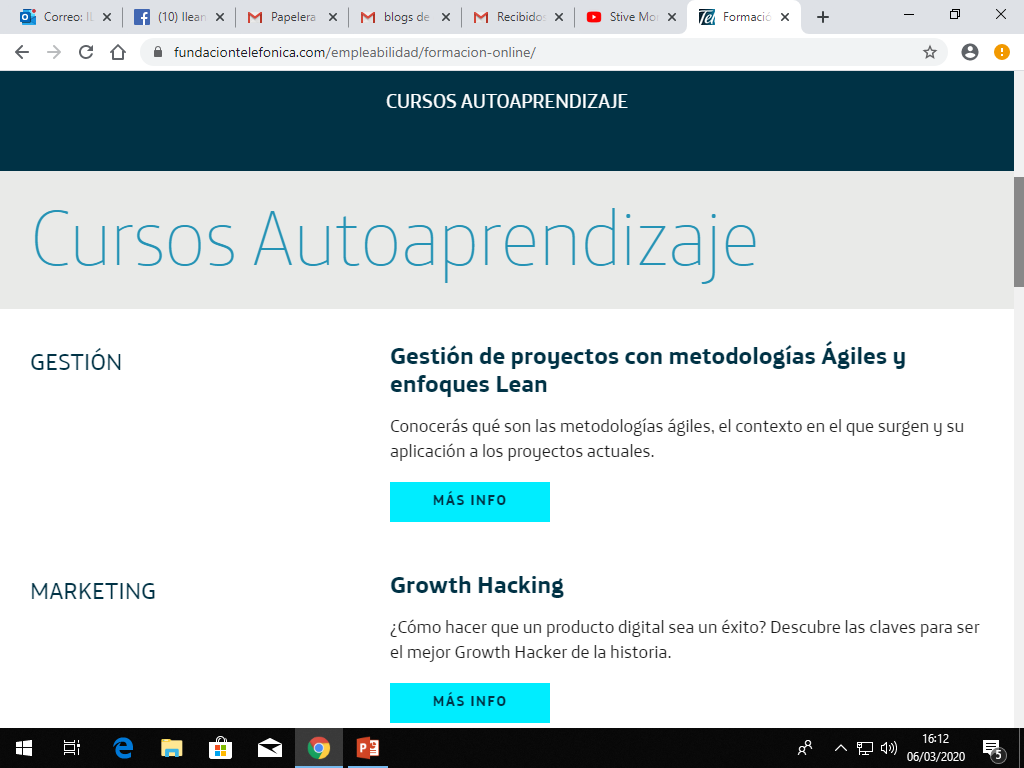 Correo: IL
(10) Ilean
Papelera
blogs de
Recibidos
Stive Mo
Formació
fundaciontelefonica.com/empleabilidad/formacion-online/
CURSOS AUTOAPRENDIZAJE
Cursos Autoaprendizaje
GESTIÓN
Gestión de proyectos con metodologías Ágiles y
enfoques Lean
Conocerás qué son las metodologías ágiles, el contexto en el que surgen y su
aplicación a los proyectos actuales.
MÁS INFO
MARKETING
Growth Hacking
¿Cómo hacer que un producto digital sea un éxito? Descubre las claves para ser
el mejor Growth Hacker de la historia.
MÁS INFO
16:12
06/03/2020
5